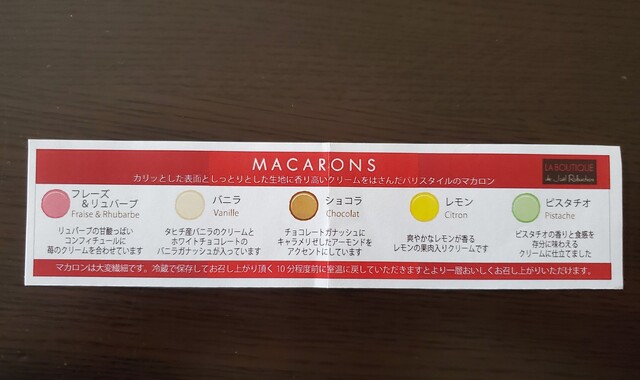 MACARONS
LA BOUTIQUE
de Joël Robuchon
カリッとした表面としっとりとした生地に香り高いクリームをはさんだパリスタイルのマカロン
フレーズ
＆リュバーブ
Fraise & Rhubarbe
リュバーブの甘酸っぱい
コンフィチュールに
苺のクリームを合わせています
バニラ
Vanille
タヒチ産バニラのクリームと
ホワイトチョコレートの
バニラガナッシュが入っています
ショコラ
Chocolat
チョコレートガナッシュに
キャラメリゼしたアーモンドを
アクセントにしています
レモン
Citron
爽やかなレモンが香る
レモンの果肉入りクリームです
ピスタチオ
Pistache
ピスタチオの香りと食感を
存分に味わえる
クリームに仕立てました
マカロンは大変繊細です。冷蔵で保存してお召し上がり頂く10分程度前に室温に戻していただきますとより一層おいしくお召し上がりいただけます。